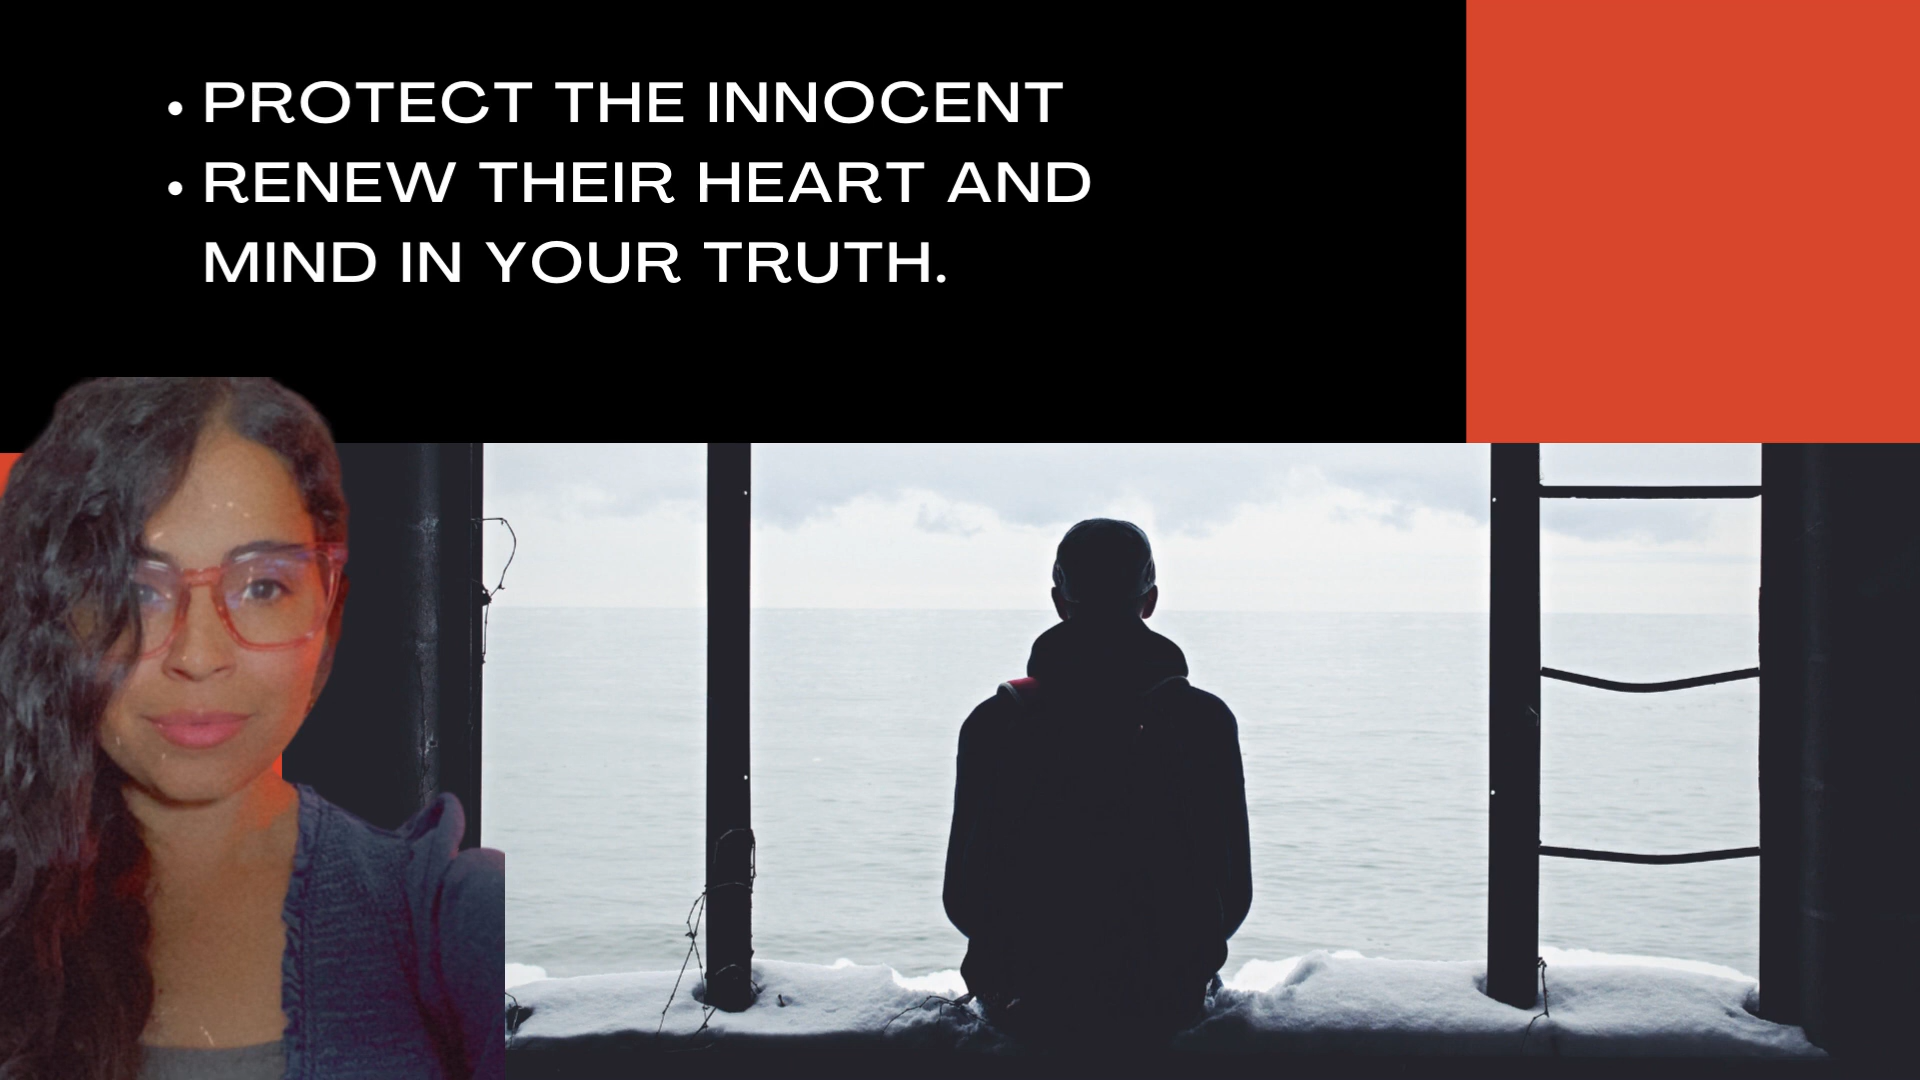 • PROTECT THE INNOCENT
• RENEW THEIR HEART AND
MIND IN YOUR TRUTH.